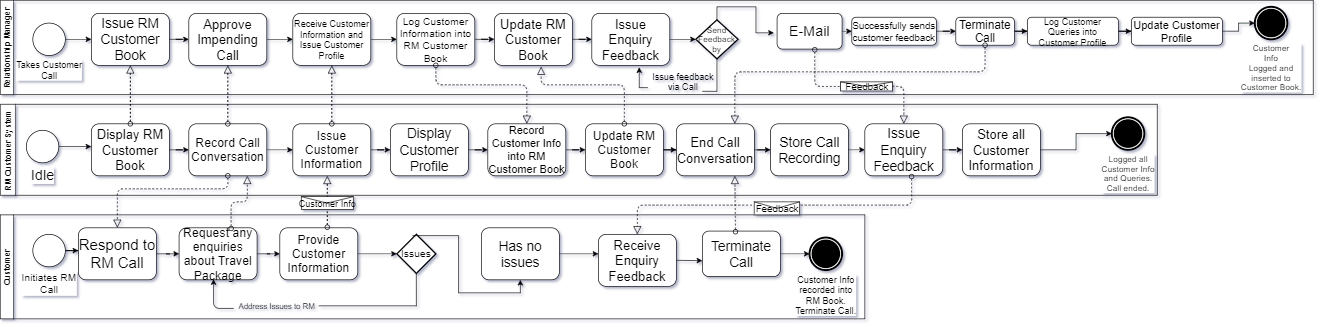 Relationship Manager
Takes Customer
Call
Issue RM
Customer
Book
Approve
Impending
Call
Receive Customer
Information and
Issue Customer
Profile
Log Customer
Information into
RM Customer
Book
Update RM
Customer
Book
Issue
Enquiry
Feedback
Send
Feedback
by
Issue feedback
via Call
E-Mail
Successfully sends
customer feedback
Terminate
Call
Log Customer
Queries into
Customer Profile
Update Customer
Profile
Customer
Info
Logged and
inserted to
Customer Book.
Feedback
RM Customer System
Idle
Display RM
Customer
Book
Record Call
Conversation
Issue
Customer
Information
Display
Customer
Profile
Record
Customer Info
into RM
Customer Book
Update RM
Customer
Book
End Call
Conversation
Store Call
Recording
Issue
Enquiry
Feedback
Store all
Customer
Information
Logged all
Customer Info
and Queries.
Call ended.
Customer Info
Feedback
Customer
Initiates RM
Call
Respond to
RM Call
Request any
enquiries
about Travel
Package
Provide
Customer
Information
Issues
Address Issues to RM
Has no
issues
Receive
Enquiry
Feedback
Terminate
Call
Customer Info
recorded into
RM Book.
Terminate Call.